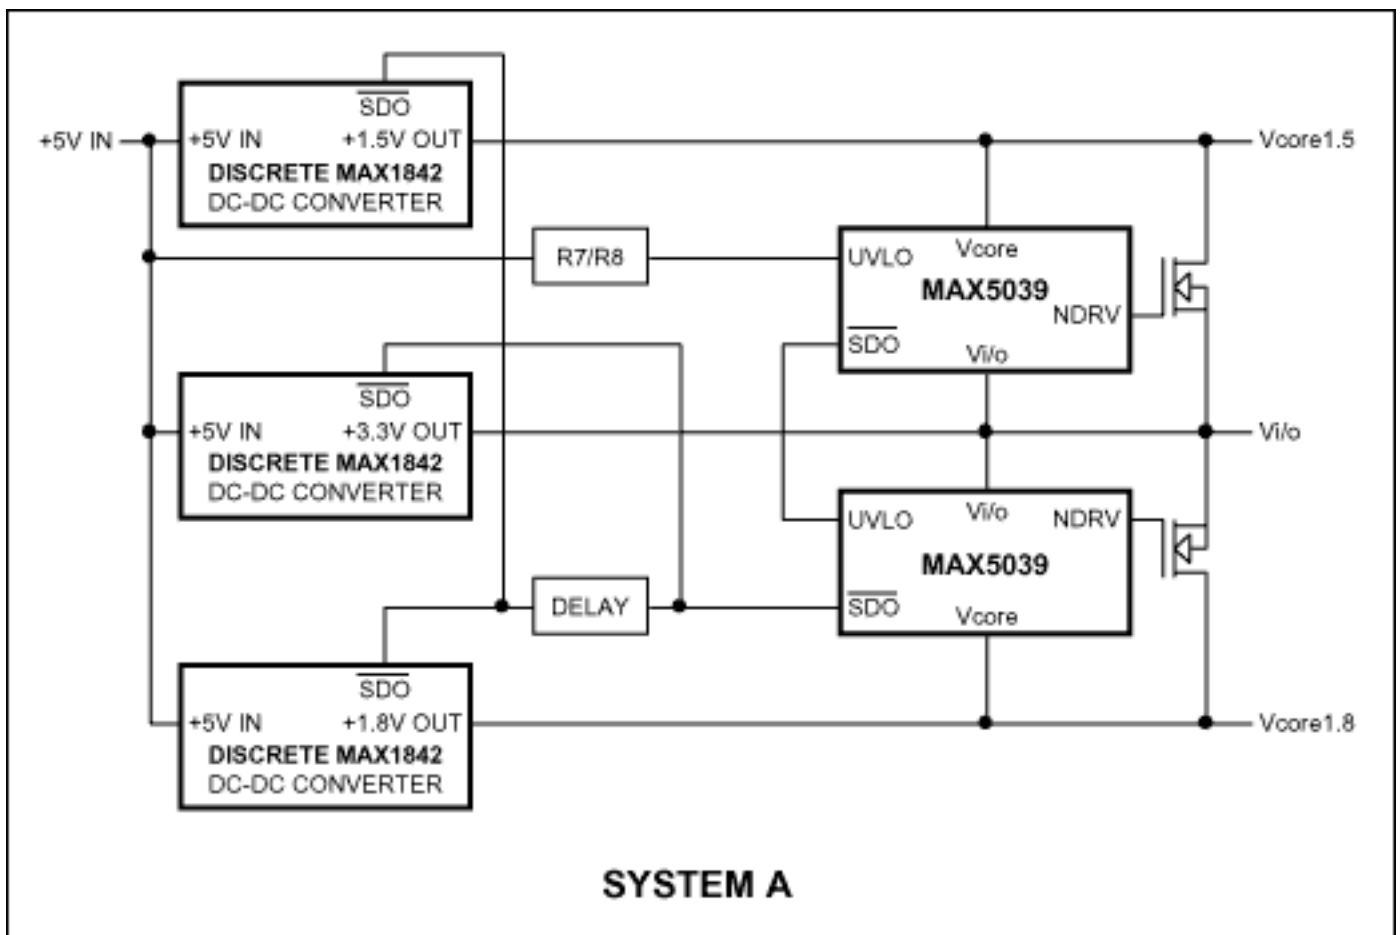 SDO
+5V IN
+5V IN
+1.5V OUT
Vcore1.5
DISCRETE MAX1842
DC-DC CONVERTER
R7/R8
UVLO
Vcore
MAX5039
NDRV
SDO
Vi/o
SDO
+5V IN
+3.3V OUT
Vi/o
DISCRETE MAX1842
DC-DC CONVERTER
UVLO
Vi/o
NDRV
MAX5039
DELAY
SDO
Vcore
SDO
+5V IN
+1.8V OUT
Vcore1.8
DISCRETE MAX1842
DC-DC CONVERTER
SYSTEM A